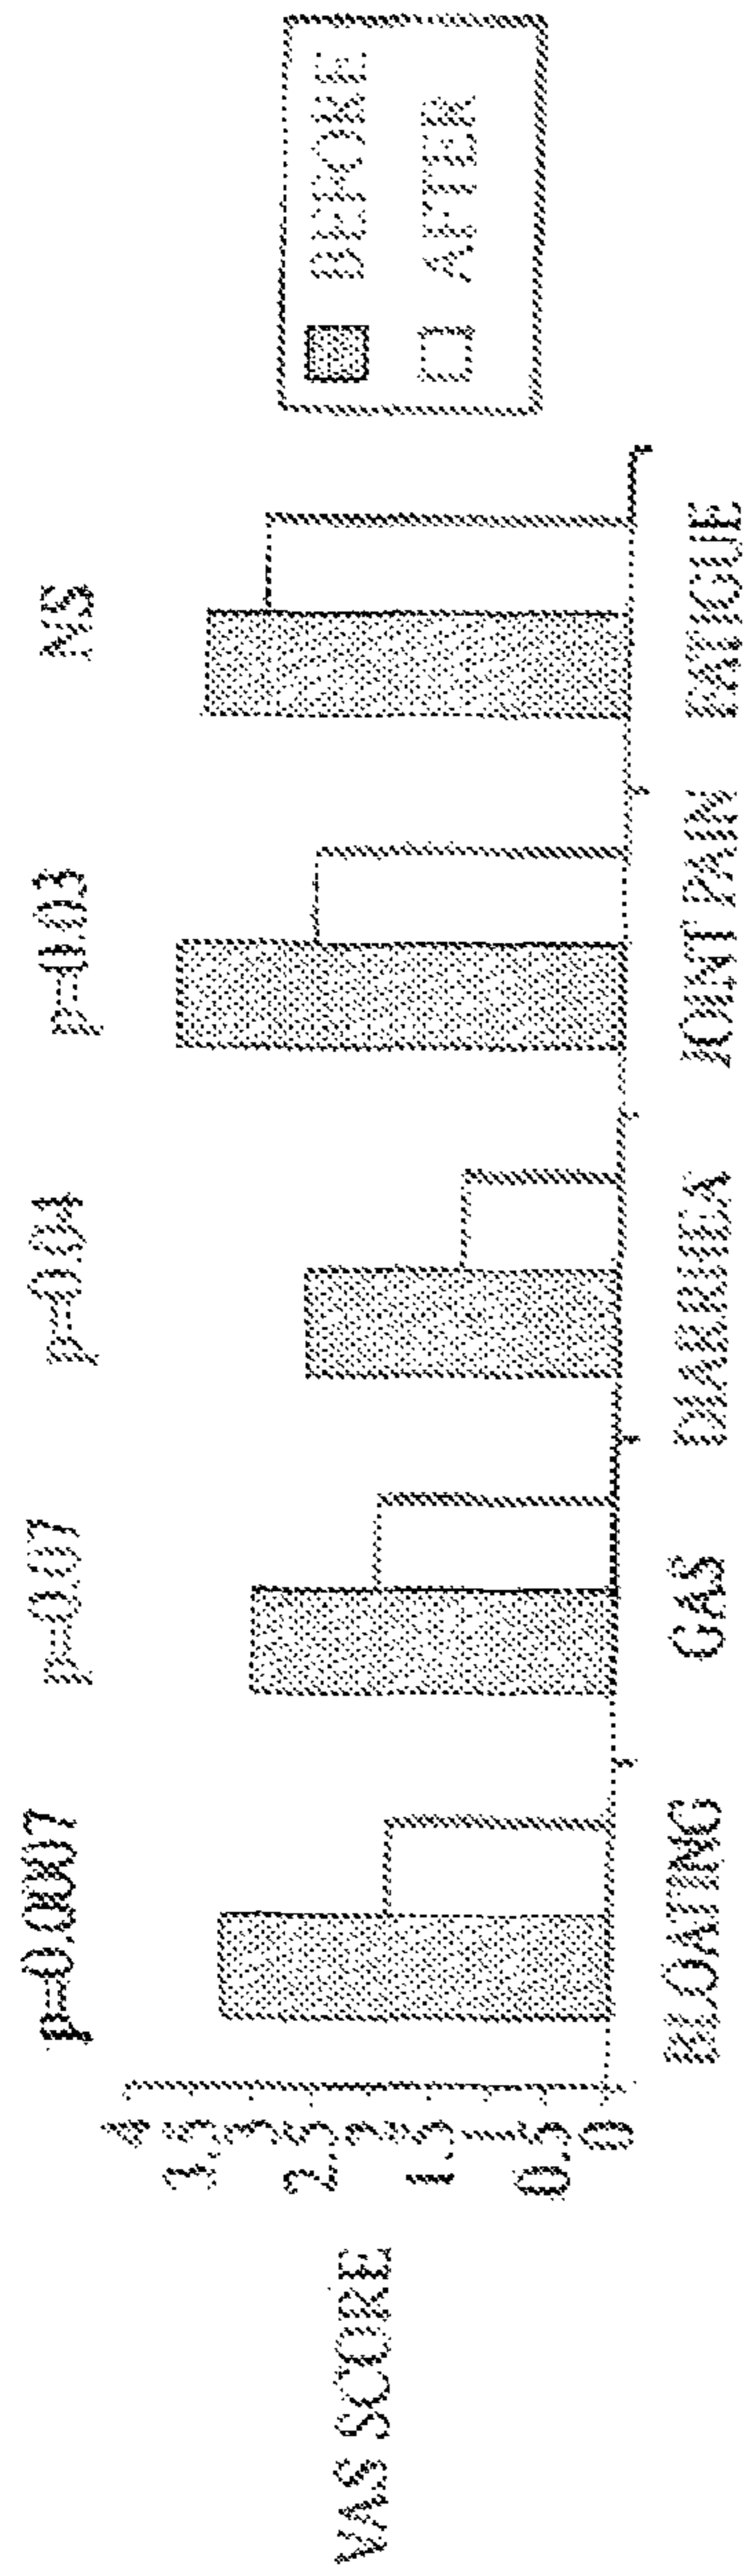 p=0.0007
p=0.07
p=0.04
p=0.03
NS
VAS SCORE
4
3.5
3
2.5
2
1.5
1
0.5
0
BLOATING
GAS
DIARRHEA
JOINT PAIN
FATIGUE
BEFORE
AFTER